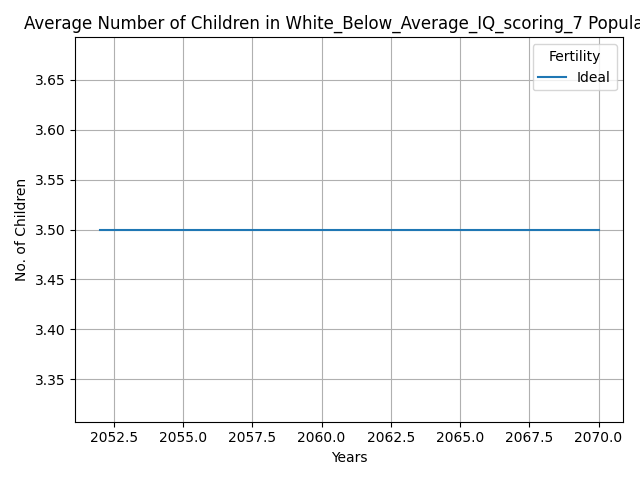 Average Number of Children in White_Below_Average_IQ_scoring_7 Popula
Fertility
Ideal
3.65
3.60
3.55
3.50
3.45
3.40
3.35
No. of Children
2052.5 2055.0 2057.5 2060.0 2062.5 2065.0 2067.5 2070.0
Years